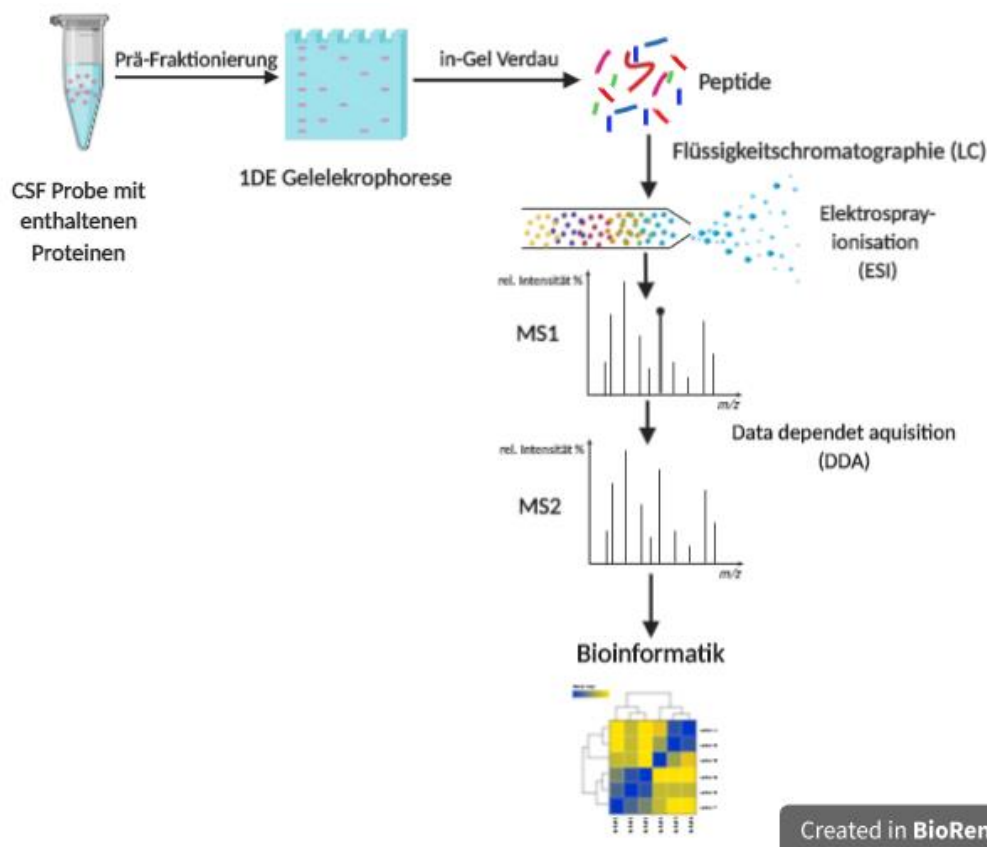 Prä-Fraktionierung
in-Gel Verdau
Peptide
1DE Gelelekrophorese
CSF Probe mit
enthaltenen
Proteinen
Flüssigkeitschromatographie (LC)
Elektrospray-
ionisation
(ESI)
rel. Intensität %
MS1
m/z
Data dependet aquisition
(DDA)
rel. Intensität %
MS2
m/z
Bioinformatik
Created in BioRen